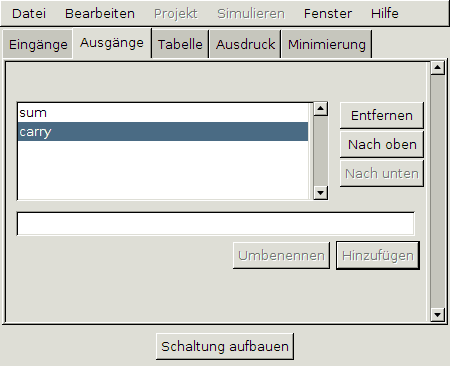 Datei Bearbeiten Projekt Simulieren Fenster Hilfe
Eingänge Ausgänge Tabelle Ausdruck Minimierung
sum
carry
Entfernen
Nach oben
Nach unten
Umbenennen Hinzufügen
Schaltung aufbauen